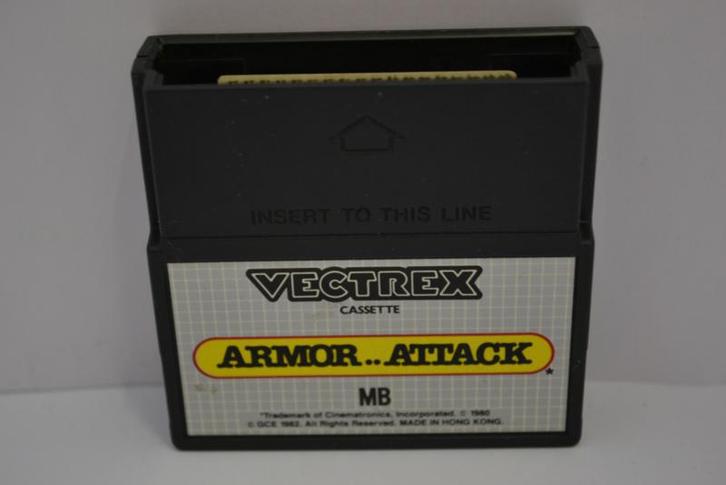 INSERT TO THIS LINE
VECTREX
CASSETTE
ARMOR..ATTACK
*
MB
*Trademark of Cinematronics, Incorporated. © 1980
© GCE 1982. All Rights Reserved. MADE IN HONG KONG.